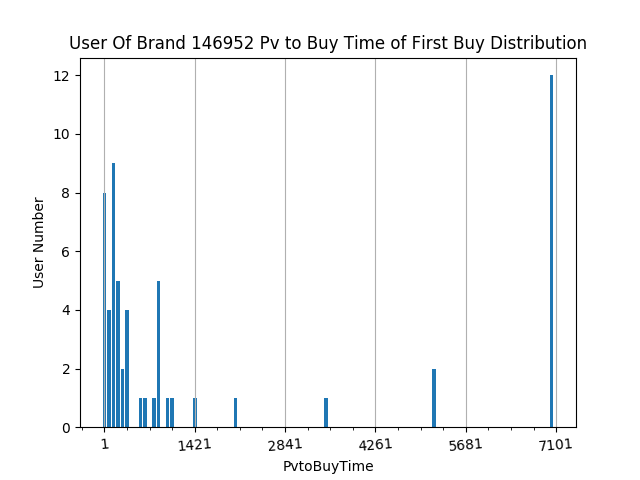 User Of Brand 146952 Pv to Buy Time of First Buy Distribution
12
10
8
6
4
2
0
User Number
1 1421 2841 4261 5681 7101
PvtoBuyTime